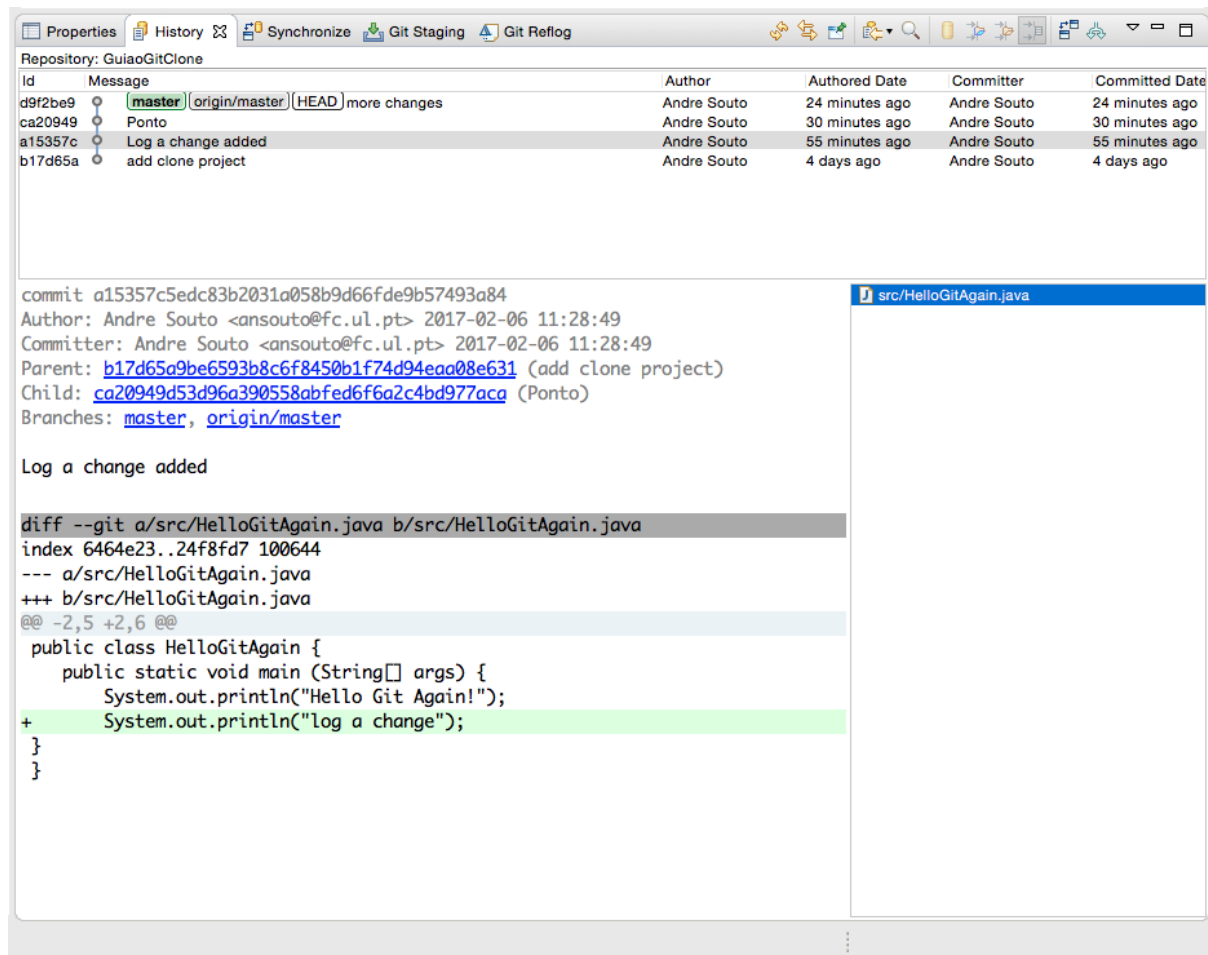 Properties History Synchronize Git Staging Git Reflog
Repository: GuiaoGitClone
Id Message Author Authored Date Committer Committed Date
d9f2be9 master origin/master HEAD more changes Andre Souto 24 minutes ago Andre Souto 24 minutes ago
ca20949 Ponto Andre Souto 30 minutes ago Andre Souto 30 minutes ago
a15357c Log a change added Andre Souto 55 minutes ago Andre Souto 55 minutes ago
b17d65a add clone project Andre Souto 4 days ago Andre Souto 4 days ago
commit a15357c5edc83b2031a058b9d66fde9b57493a84
Author: Andre Souto <ansouto@fc.ul.pt> 2017-02-06 11:28:49
Committer: Andre Souto <ansouto@fc.ul.pt> 2017-02-06 11:28:49
Parent: b17d65a9be6593b8c6f8450b1f74d94eaa08e631 (add clone project)
Child: ca20949d53d96a390558abfed6f6a2c4bd977aca (Ponto)
Branches: master, origin/master
Log a change added
diff --git a/src/HelloGitAgain.java b/src/HelloGitAgain.java
index 6464e23..24f8fd7 100644
--- a/src/HelloGitAgain.java
+++ b/src/HelloGitAgain.java
@@ -2,5 +2,6 @@
public class HelloGitAgain {
public static void main (String[] args) {
System.out.println("Hello Git Again!");
+ System.out.println("log a change");
}
}
src/HelloGitAgain.java